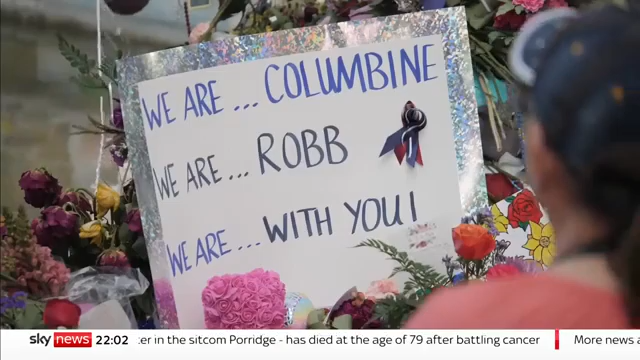 WE ARE ... COLUMBINE
WE ARE ... ROBB
WE ARE ... WITH YOU!
sky news 22:02 er in the sitcom Porridge - has died at the age of 79 after battling cancer More news a